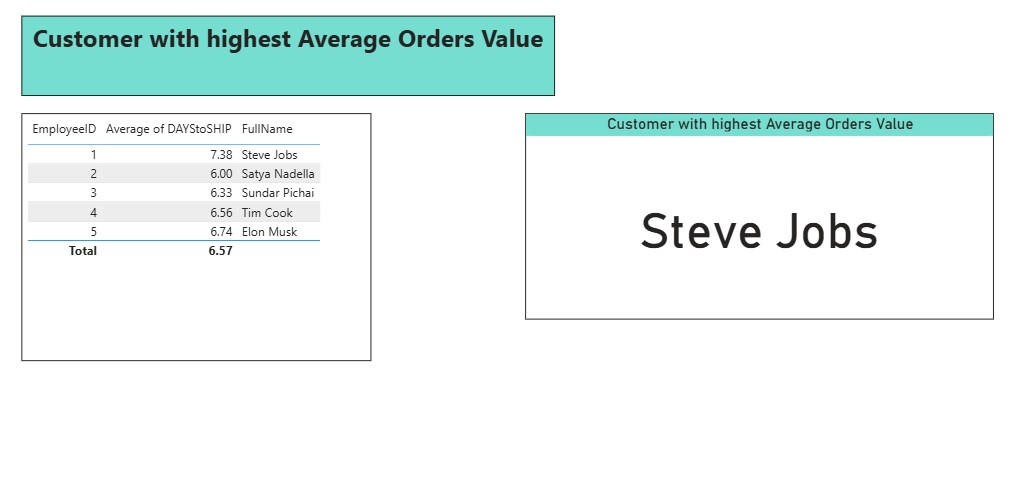 Customer with highest Average Orders Value
EmployeeID Average of DAYStoSHIP FullName
1 7.38 Steve Jobs
2 6.00 Satya Nadella
3 6.33 Sundar Pichai
4 6.56 Tim Cook
5 6.74 Elon Musk
Total 6.57
Customer with highest Average Orders Value
Steve Jobs